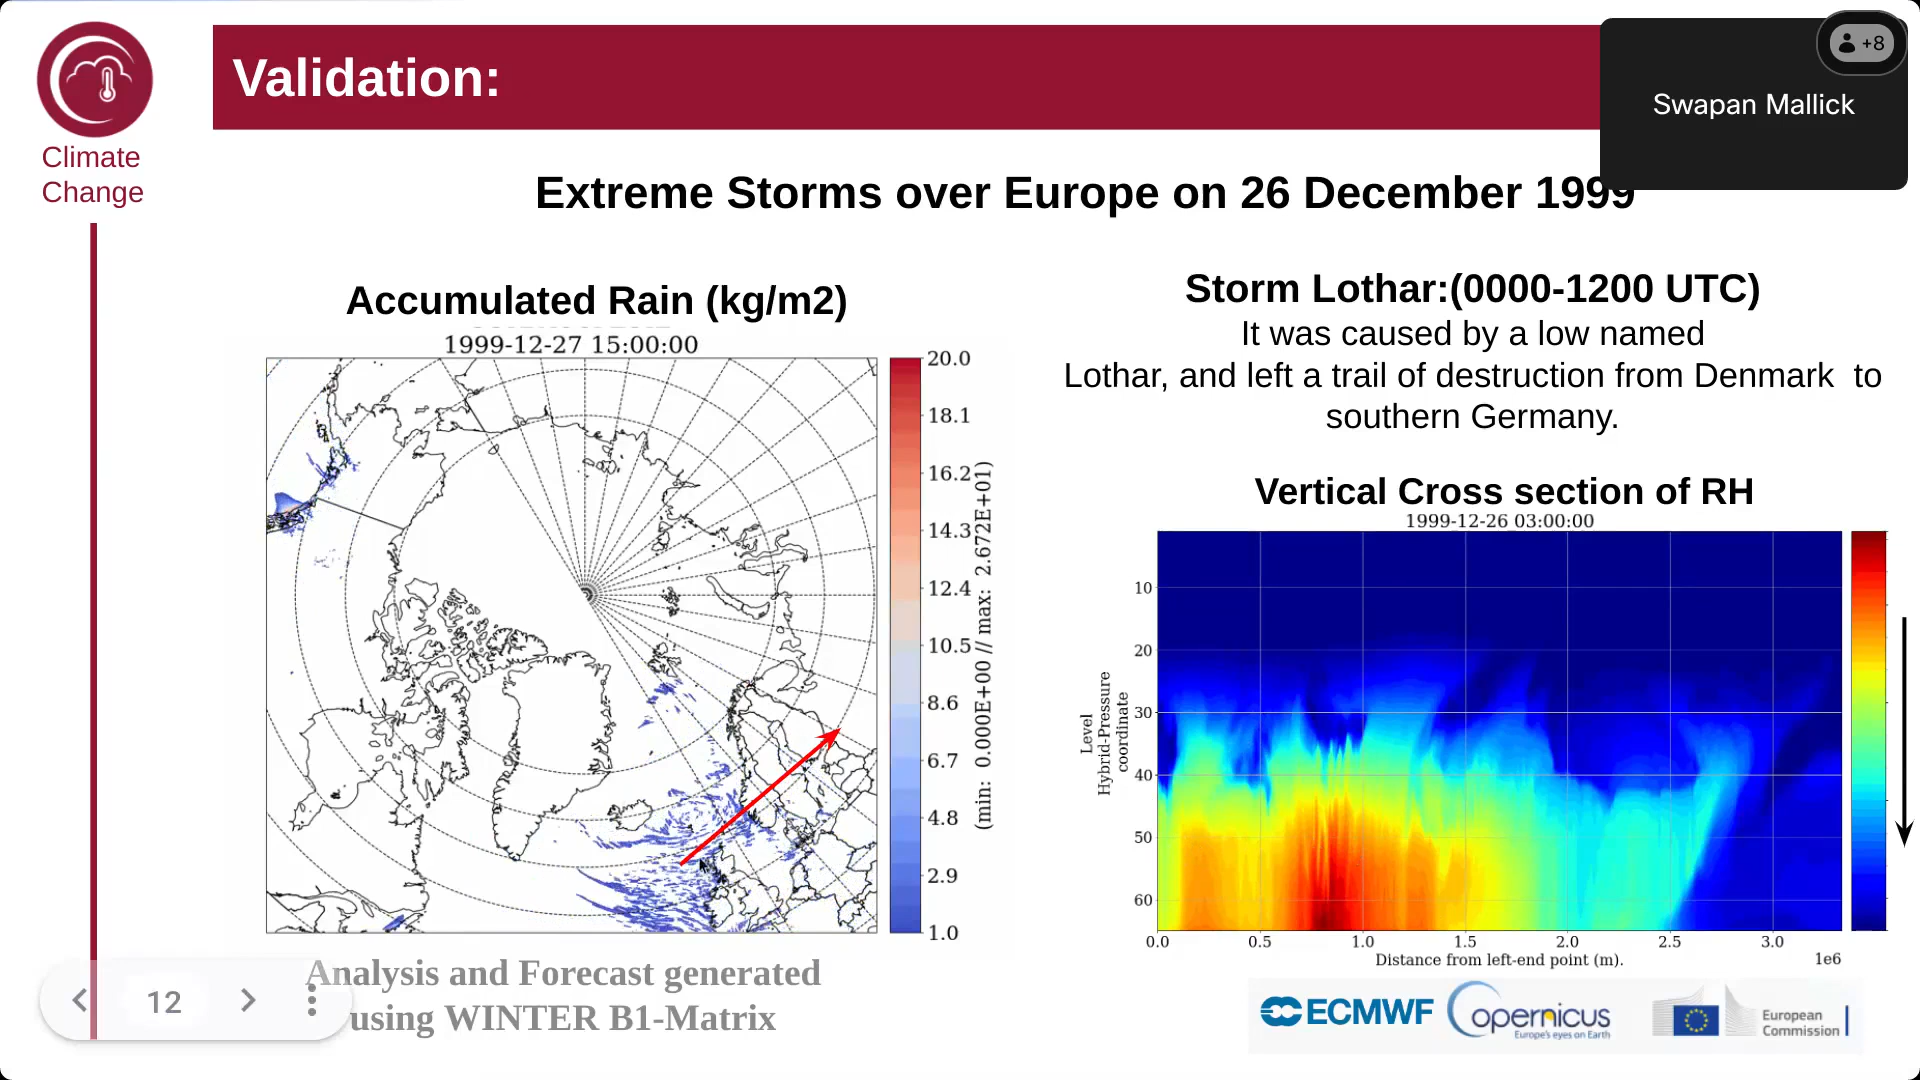 Climate
Change
Validation:
+8
Swapan Mallick
Extreme Storms over Europe on 26 December 1999
Accumulated Rain (kg/m2)
1999-12-27 15:00:00
20.0
18.1
16.2
14.3
12.4
10.5
8.6
6.7
4.8
2.9
1.0
(min: 0.000E+00 // max: 2.672E+01)
Analysis and Forecast generated
using WINTER B1-Matrix
Storm Lothar:(0000-1200 UTC)
It was caused by a low named
Lothar, and left a trail of destruction from Denmark to
southern Germany.
Vertical Cross section of RH
1999-12-26 03:00:00
Level
Hybrid-Pressure
coordinate
10
20
30
40
50
60
0.0 0.5 1.0 1.5 2.0 2.5 3.0
Distance from left-end point (m).
1e6
12
ECMWF
opernicus
Europe's eyes on Earth
European
Commission